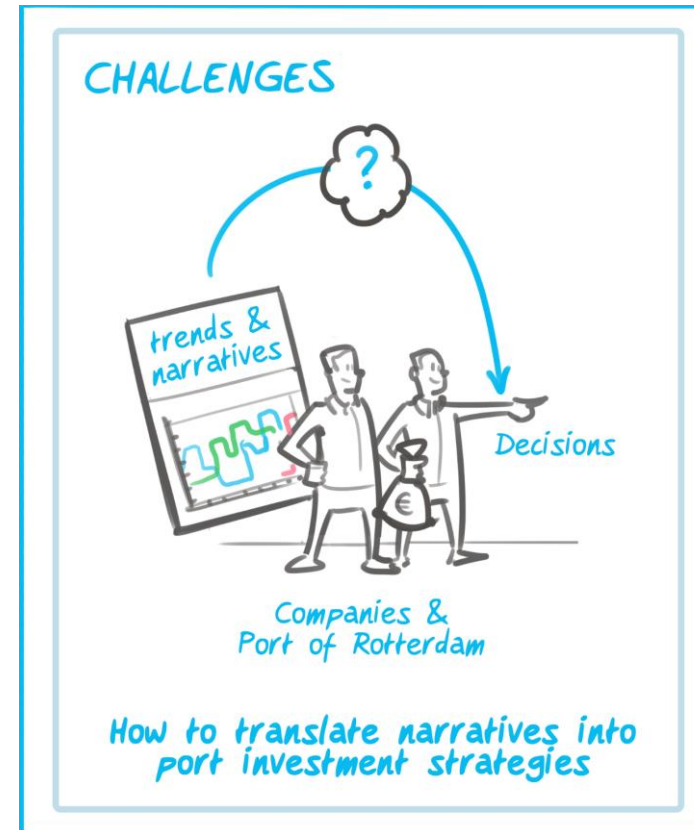 CHALLENGES
?
trends &
narratives
Decisions
€
Companies &
Port of Rotterdam
How to translate narratives into
port investment strategies